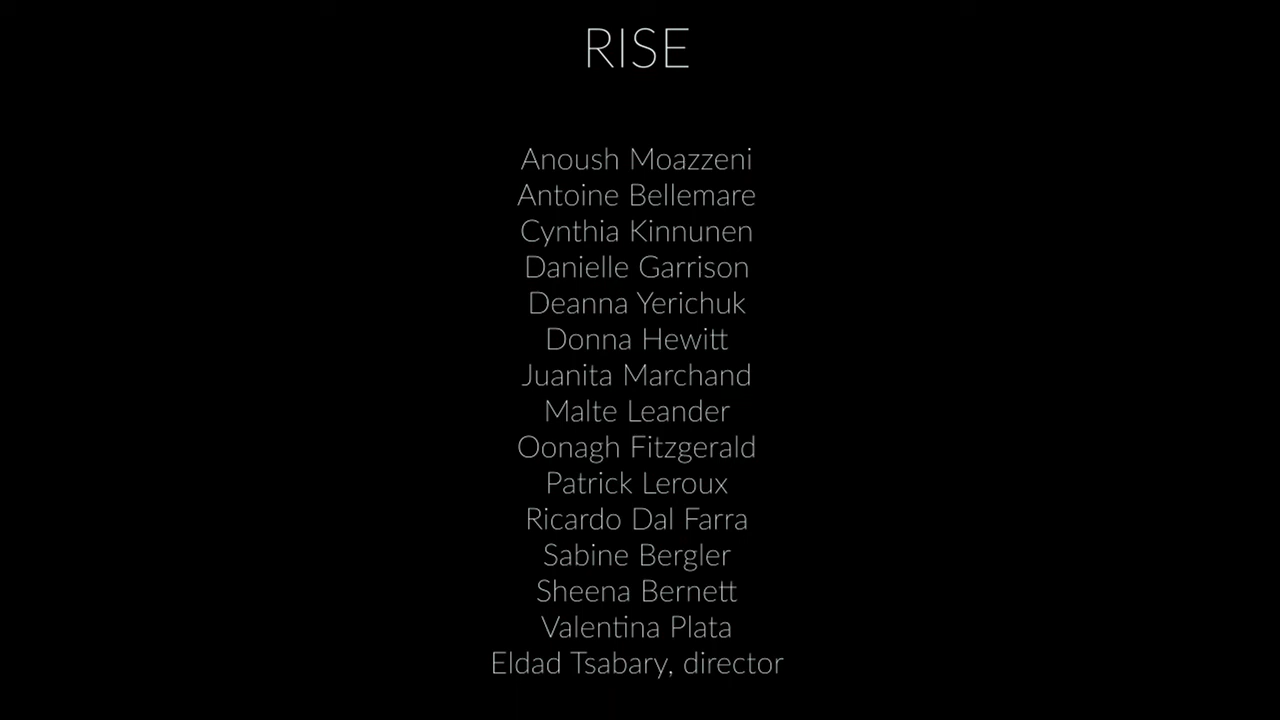 RISE
Anoush Moazzeni
Antoine Bellemare
Cynthia Kinnunen
Danielle Garrison
Deanna Yerichuk
Donna Hewitt
Juanita Marchand
Malte Leander
Oonagh Fitzgerald
Patrick Leroux
Ricardo Dal Farra
Sabine Bergler
Sheena Bernett
Valentina Plata
Eldad Tsabary, director